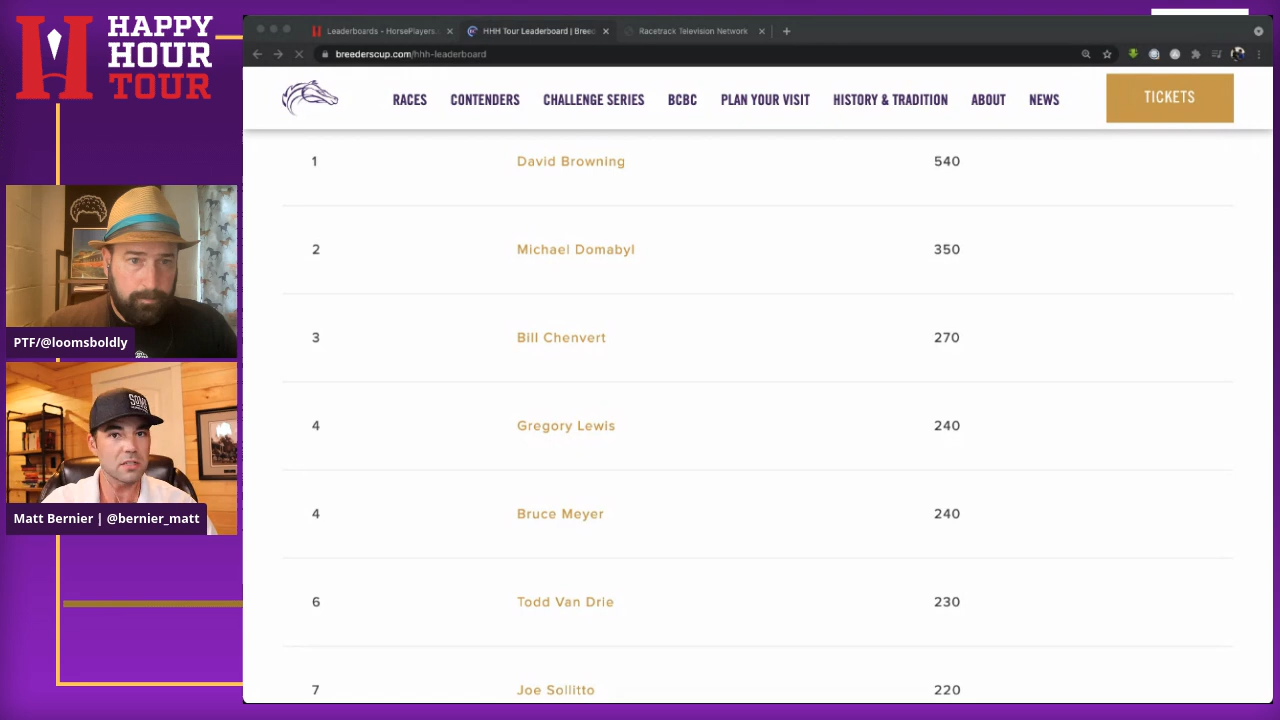 HAPPY
HOUR
TOUR
Leaderboards - HorsePlayers.
HHH Tour Leaderboard | Bree
Racetrack Television Network
breederscup.com/hhh-leaderboard
RACES CONTENDERS CHALLENGE SERIES BCBC PLAN YOUR VISIT HISTORY & TRADITION ABOUT NEWS TICKETS
1 David Browning 540
2 Michael Domabyl 350
3 Bill Chenvert 270
4 Gregory Lewis 240
4 Bruce Meyer 240
6 Todd Van Drie 230
7 Joe Sollitto 220
PTF/@loomsboldly
Matt Bernier | @bernier_matt